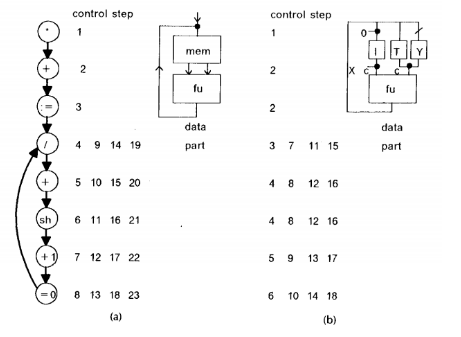 control step
control step
* 1
mem
1
0
I T Y
+ 2
fu
2
X c c
fu
:= 3
data
2
data
/ 4 9 14 19
part
3 7 11 15
part
+ 5 10 15 20
4 8 12 16
sh 6 11 16 21
4 8 12 16
+1 7 12 17 22
5 9 13 17
=0 8 13 18 23
6 10 14 18
(a)
(b)